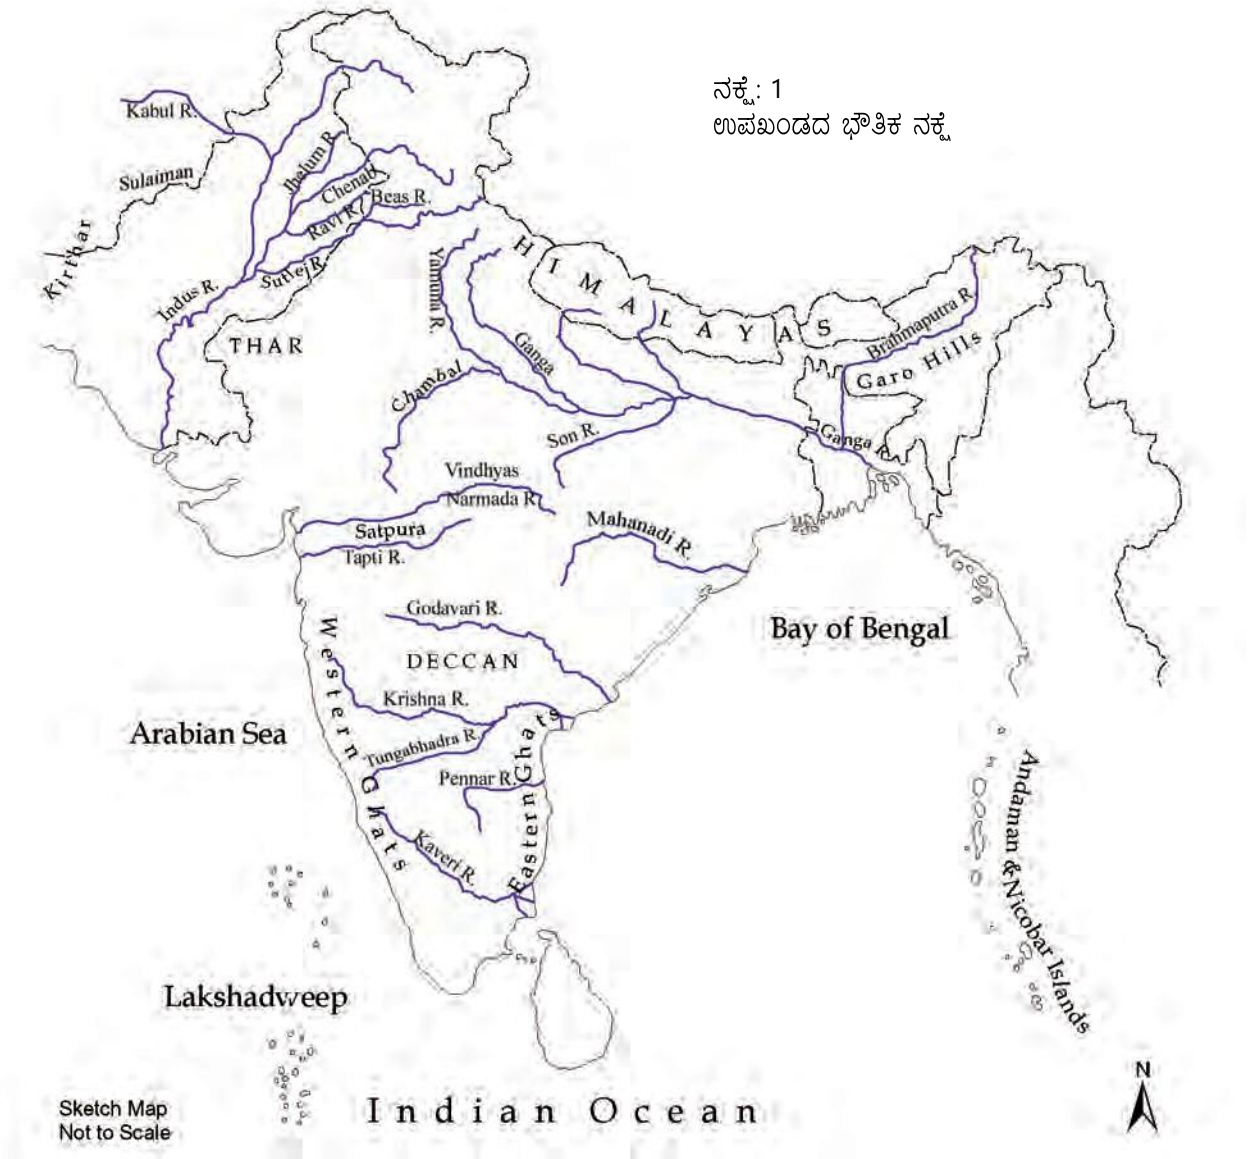 ನಕ್ಷೆ: 1
ಉಪಖಂಡದ ಭೌತಿಕ ನಕ್ಷೆ
Kabul R.
Jhelum R.
Sulaiman
Chenab
Beas R.
Ravi R.
Kirthar
Sutlej R.
Indus R.
THAR
Yamuna R.
HIMALAYAS
Brahmaputra R.
Garo Hills
Ganga
Chambal
Son R.
Ganga R.
Vindhyas
Narmada R.
Satpura
Tapti R.
Mahanadi R.
Godavari R.
Bay of Bengal
DECCAN
Western Ghats
Krishna R.
Arabian Sea
Tungabhadra R.
Eastern Ghats
Pennar R.
Kaveri R.
Andaman & Nicobar Islands
Lakshadweep
N
Indian Ocean
Sketch Map
Not to Scale